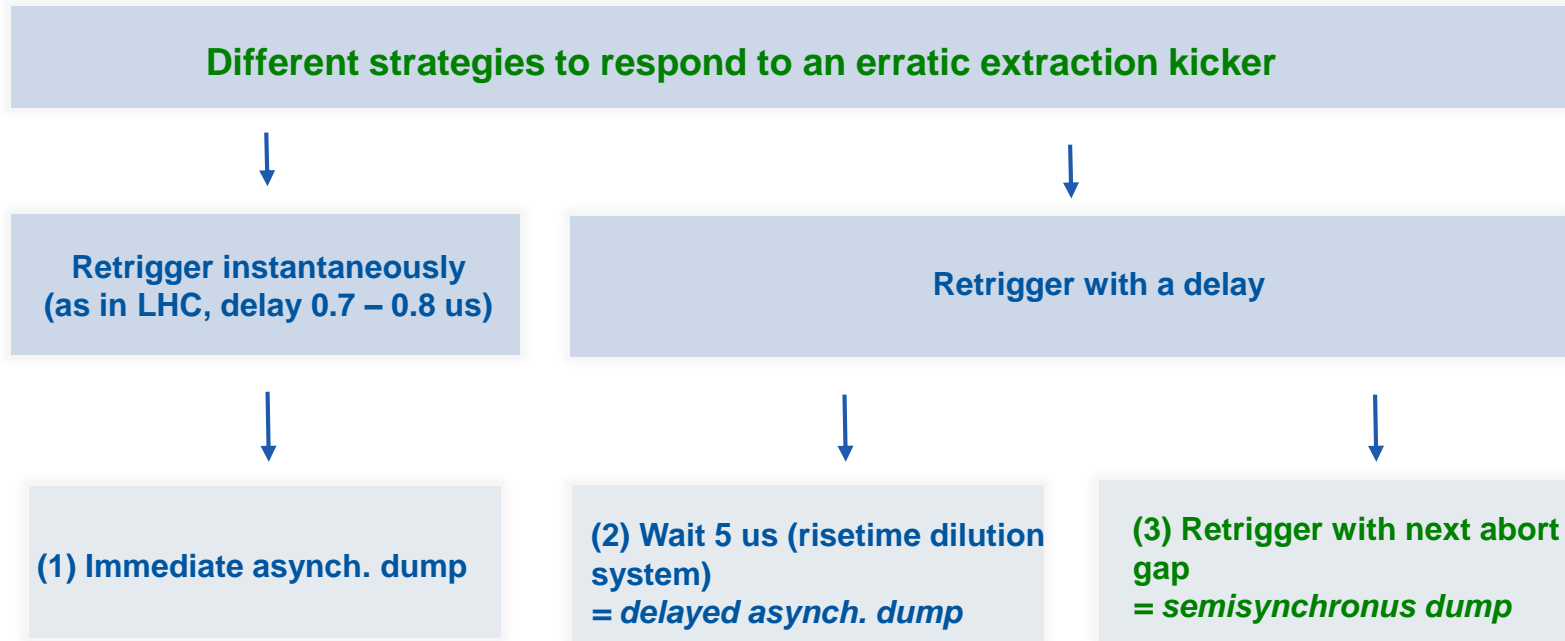 Different strategies to respond to an erratic extraction kicker
Retrigger instantaneously
(as in LHC, delay 0.7 – 0.8 us)
Retrigger with a delay
(1) Immediate asynch. dump
(2) Wait 5 us (risetime dilution
system)
= delayed asynch. dump
(3) Retrigger with next abort
gap
= semisynchronus dump